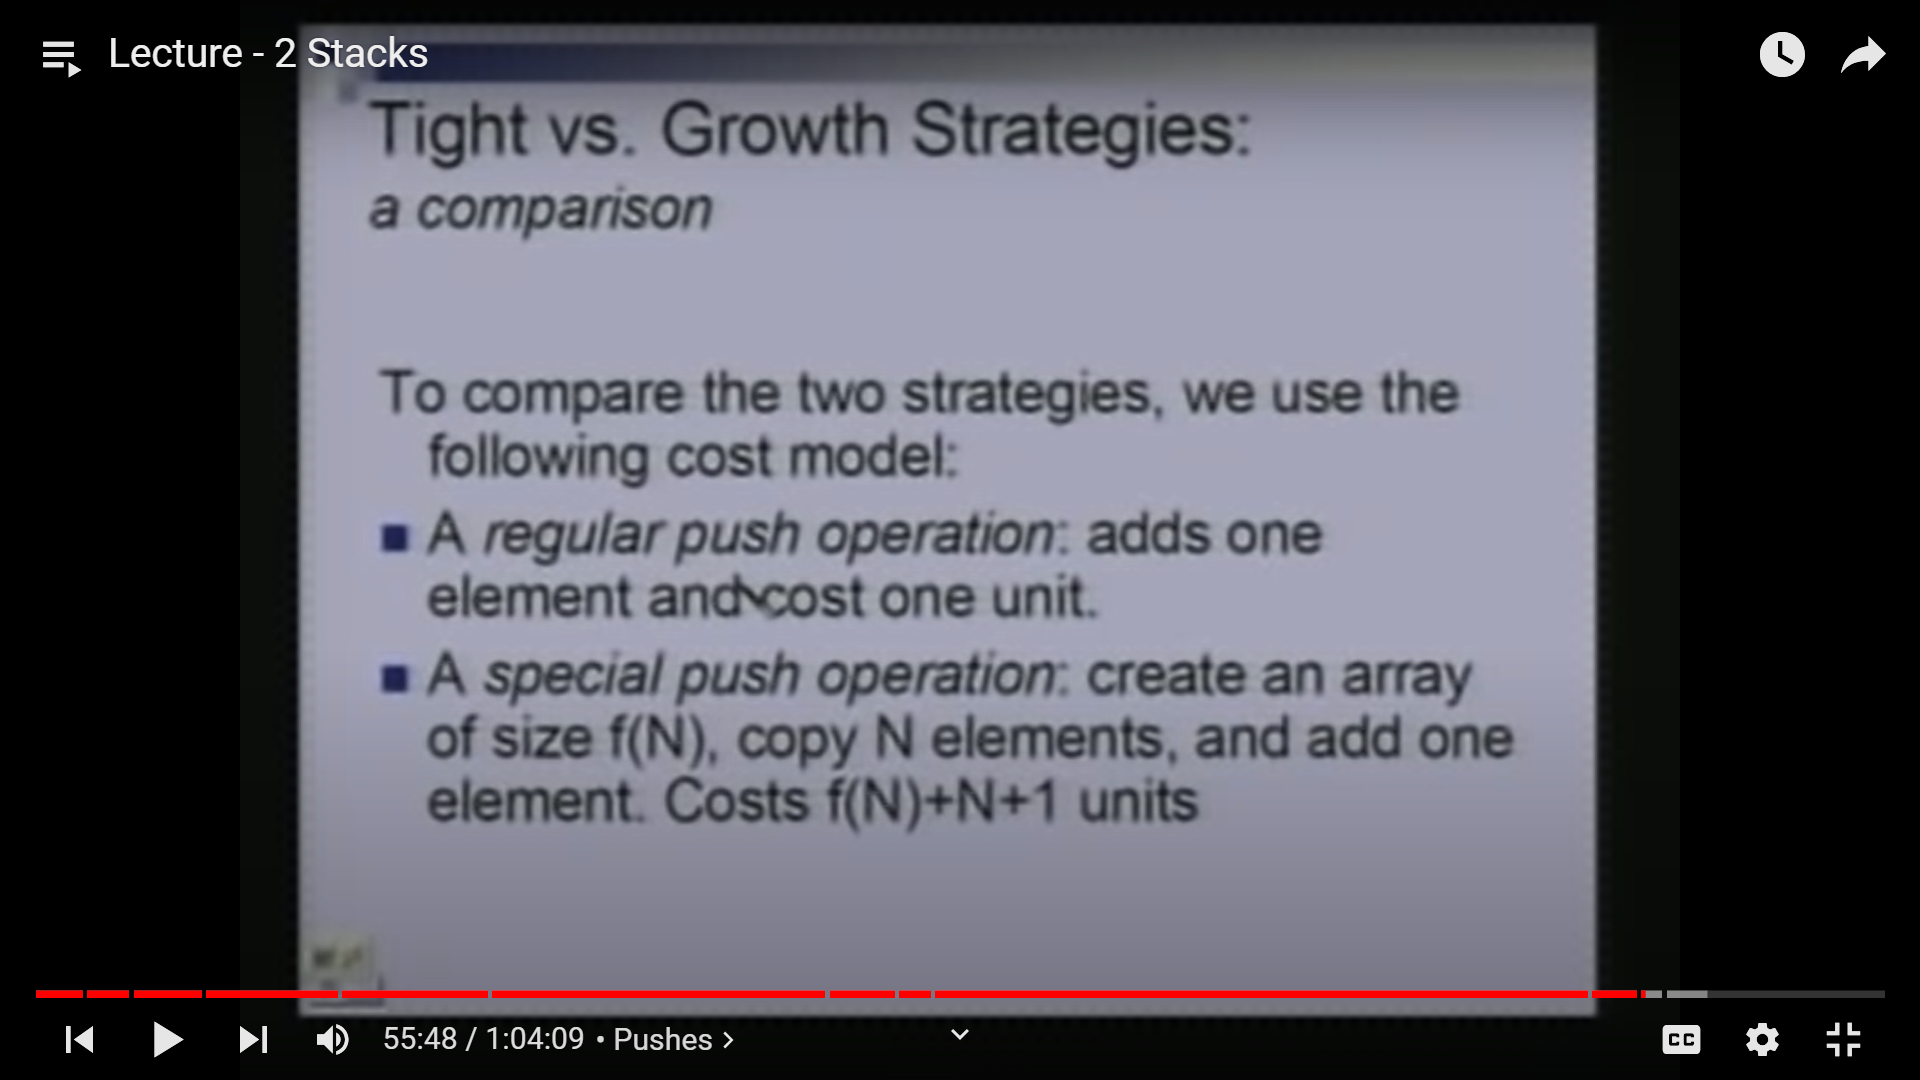 Lecture - 2 Stacks
Tight vs. Growth Strategies:
a comparison
To compare the two strategies, we use the
following cost model:
■ A regular push operation: adds one
element and cost one unit.
■ A special push operation: create an array
of size f(N), copy N elements, and add one
element. Costs f(N)+N+1 units
55:48 / 1:04:09 • Pushes >
CC